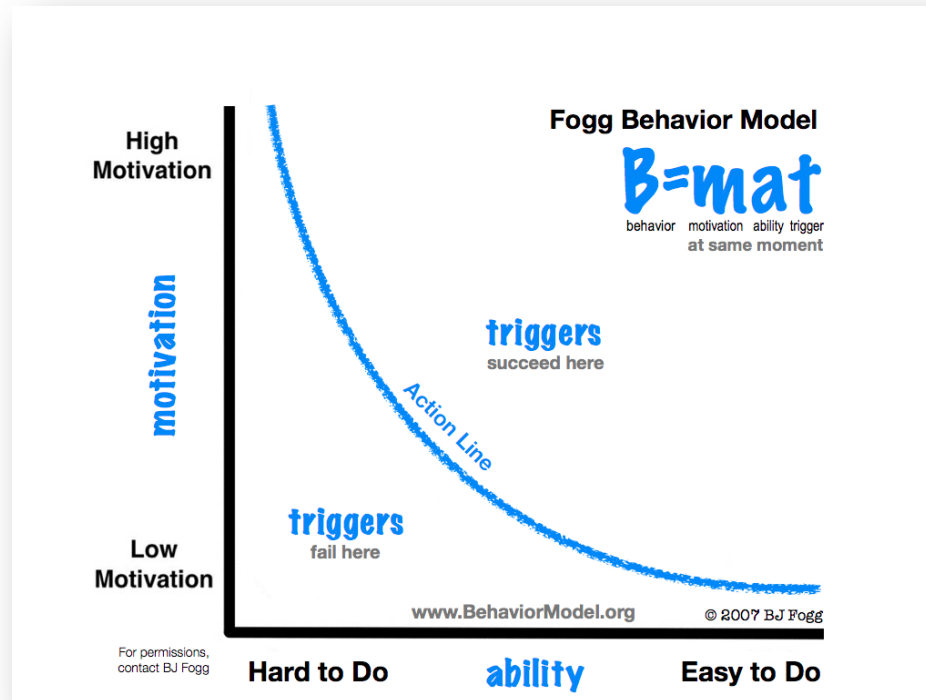 Fogg Behavior Model
B=mat
behavior motivation ability trigger
at same moment
High
Motivation
motivation
triggers
succeed here
Action Line
triggers
fail here
Low
Motivation
www.BehaviorModel.org
© 2007 BJ Fogg
For permissions,
contact BJ Fogg
Hard to Do
ability
Easy to Do